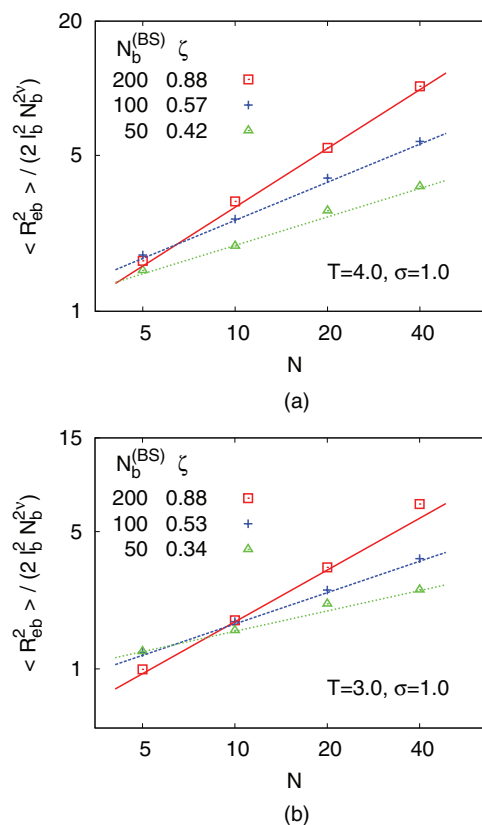 20
N_b^(BS) ζ
200 0.88
100 0.57
50 0.42
5
< R_eb^2 > / (2 l_b^2 N_b^2ν)
T=4.0, σ=1.0
1
5 10 20 40
N
(a)
15
N_b^(BS) ζ
200 0.88
100 0.53
50 0.34
5
< R_eb^2 > / (2 l_b^2 N_b^2ν)
1
T=3.0, σ=1.0
5 10 20 40
N
(b)